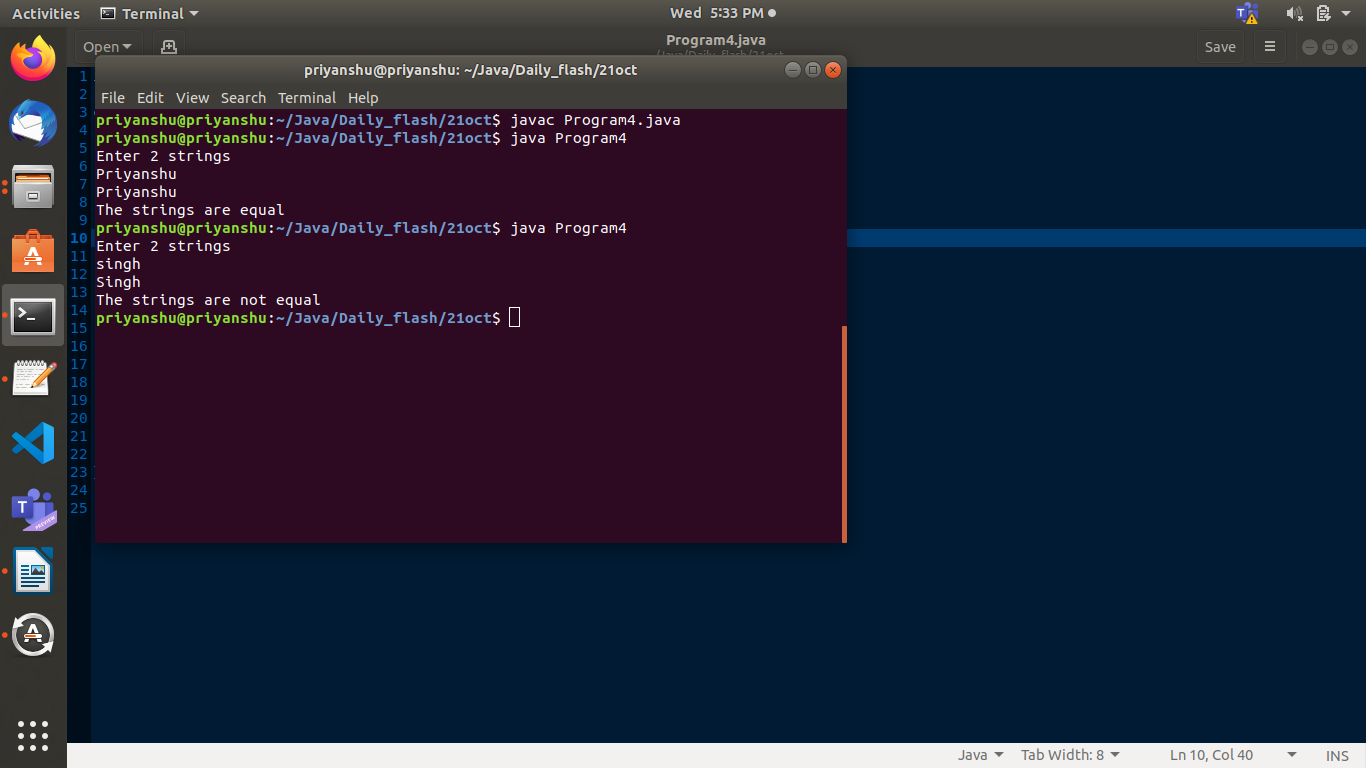 Activities Terminal Wed 5:33 PM
Open Program4.java Save
priyanshu@priyanshu: ~/Java/Daily_flash/21oct
File Edit View Search Terminal Help
priyanshu@priyanshu:~/Java/Daily_flash/21oct$ javac Program4.java
priyanshu@priyanshu:~/Java/Daily_flash/21oct$ java Program4
Enter 2 strings
Priyanshu
Priyanshu
The strings are equal
priyanshu@priyanshu:~/Java/Daily_flash/21oct$ java Program4
Enter 2 strings
singh
Singh
The strings are not equal
priyanshu@priyanshu:~/Java/Daily_flash/21oct$
1
2
3
4
5
6
7
8
9
10
11
12
13
14
15
16
17
18
19
20
21
22
23
24
25
Java Tab Width: 8 Ln 10, Col 40 INS